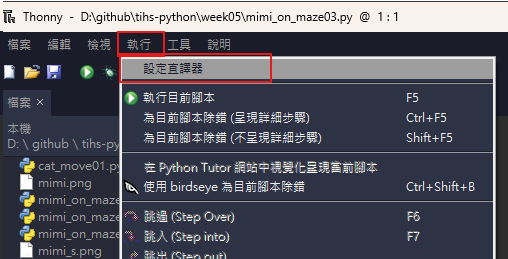 Thonny - D:\github\tihs-python\week05\mimi_on_maze03.py @ 1 : 1
檔案 編輯 檢視 執行 工具 說明
設定直譯器
檔案 ×
執行目前腳本 F5
本機
為目前腳本除錯 (呈現詳細步驟) Ctrl+F5
D: \ github \ tihs-python
為目前腳本除錯 (不呈現詳細步驟) Shift+F5
cat_move01.py
在 Python Tutor 網站中視覺化呈現當前腳本
mimi.png
使用 birdseye 為目前腳本除錯 Ctrl+Shift+B
mimi_on_maze
mimi_on_maze
跳過 (Step Over) F6
mimi_on_maze
跳入 (Step into) F7
mimi_s.png
跳出 (Step out)